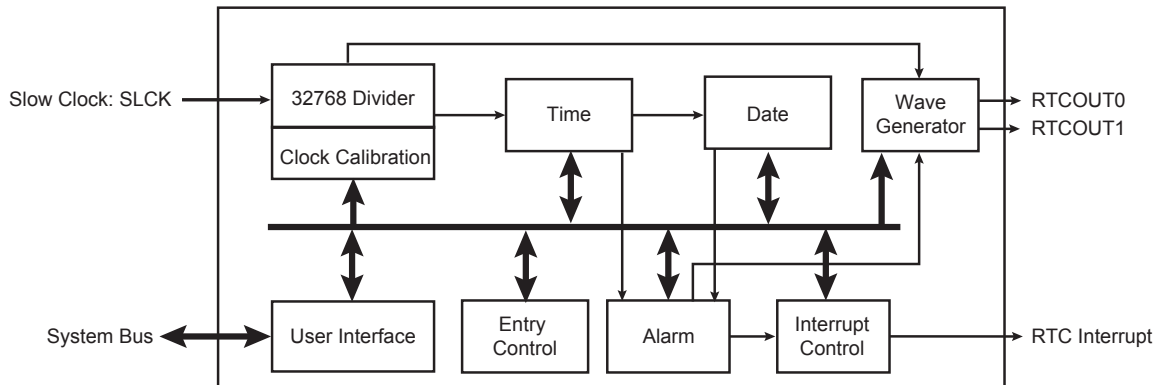 Slow Clock: SLCK
32768 Divider
Clock Calibration
Time
Date
Wave
Generator
RTCOUT0
RTCOUT1
System Bus
User Interface
Entry
Control
Alarm
Interrupt
Control
RTC Interrupt